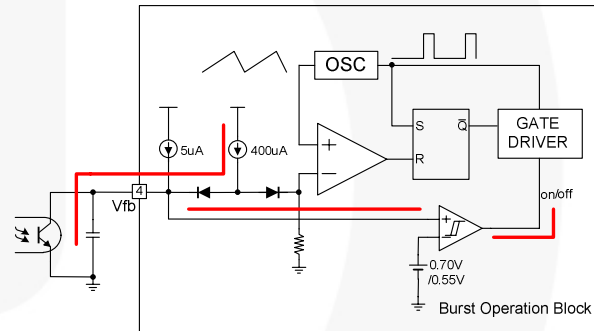 OSC
5uA
400uA
+
−
S
Q̅
R
GATE
DRIVER
4
Vfb
on/off
+
−
0.70V
/0.55V
Burst Operation Block